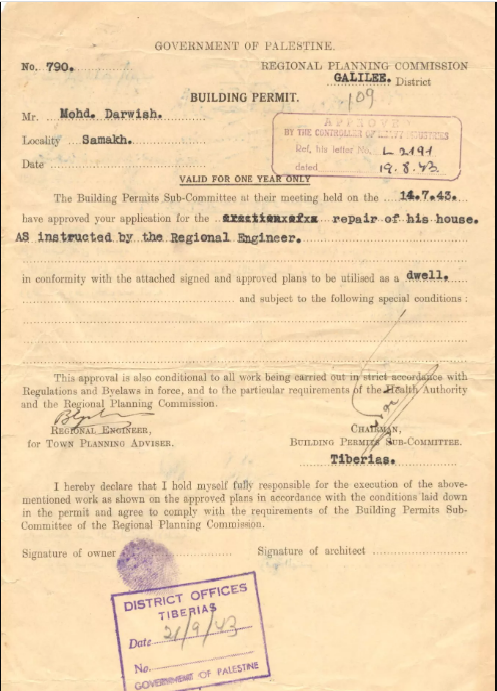 GOVERNMENT OF PALESTINE.
No. 790. REGIONAL PLANNING COMMISSION
GALILEE. District
109
BUILDING PERMIT.
Mr. Mohd. Darwish.
APPROVED
BY THE CONTROLLER OF INDUSTRIES
Locality Samakh.
Ref, his letter No. L 2191
Date
dated 19.8.43
VALID FOR ONE YEAR ONLY
The Building Permits Sub-Committee at their meeting held on the 14.7.43.
have approved your application for the repair of his house.
AS instructed by the Regional Engineer.
in conformity with the attached signed and approved plans to be utilised as a dwell.
and subject to the following special conditions :
This approval is also conditional to all work being carried out in strict accordance with
Regulations and Byelaws in force, and to the particular requirements of the Health Authority
and the Regional Planning Commission.
REGIONAL ENGINEER, CHAIRMAN,
for TOWN PLANNING ADVISER. BUILDING PERMITS SUB-COMMITTEE.
Tiberias.
I hereby declare that I hold myself fully responsible for the execution of the above-
mentioned work as shown on the approved plans in accordance with the conditions laid down
in the permit and agree to comply with the requirements of the Building Permits Sub-
Committee of the Regional Planning Commission.
Signature of owner Signature of architect
DISTRICT OFFICES
TIBERIAS
Date 21/9/43
No.
GOVERNMENT OF PALESTINE